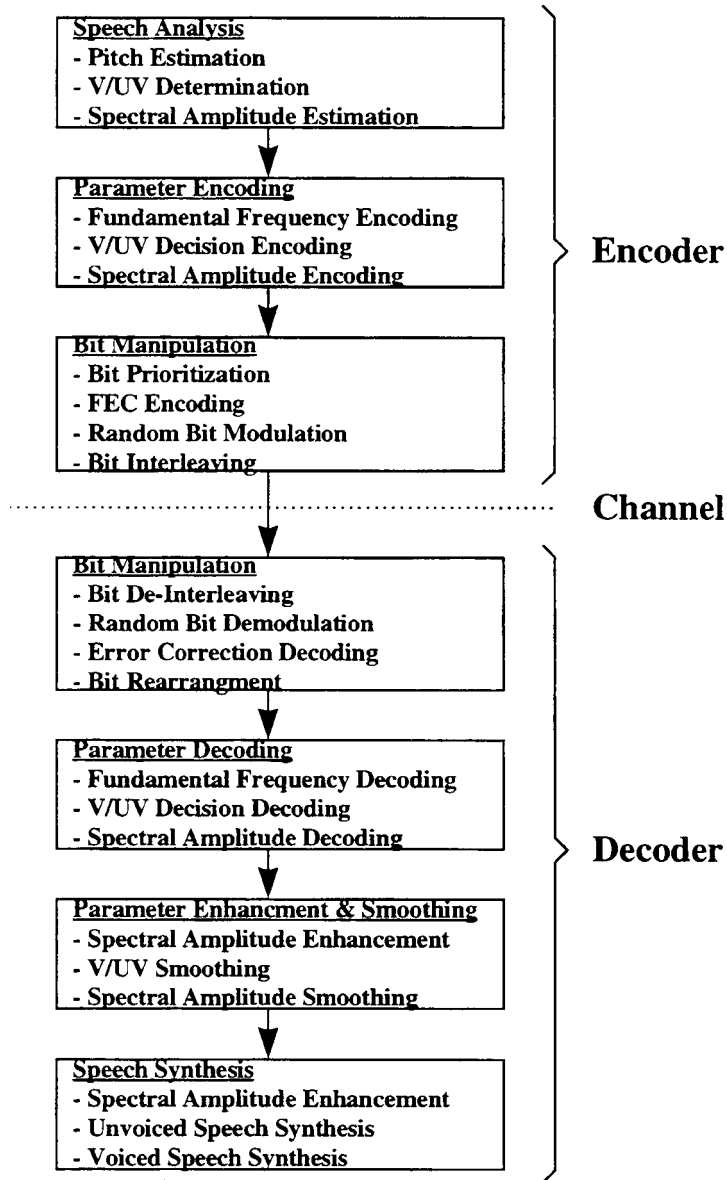 Speech Analysis
- Pitch Estimation
- V/UV Determination
- Spectral Amplitude Estimation
Parameter Encoding
- Fundamental Frequency Encoding
- V/UV Decision Encoding
- Spectral Amplitude Encoding
Encoder
Bit Manipulation
- Bit Prioritization
- FEC Encoding
- Random Bit Modulation
- Bit Interleaving
Channel
Bit Manipulation
- Bit De-Interleaving
- Random Bit Demodulation
- Error Correction Decoding
- Bit Rearrangment
Parameter Decoding
- Fundamental Frequency Decoding
- V/UV Decision Decoding
- Spectral Amplitude Decoding
Decoder
Parameter Enhancment & Smoothing
- Spectral Amplitude Enhancement
- V/UV Smoothing
- Spectral Amplitude Smoothing
Speech Synthesis
- Spectral Amplitude Enhancement
- Unvoiced Speech Synthesis
- Voiced Speech Synthesis